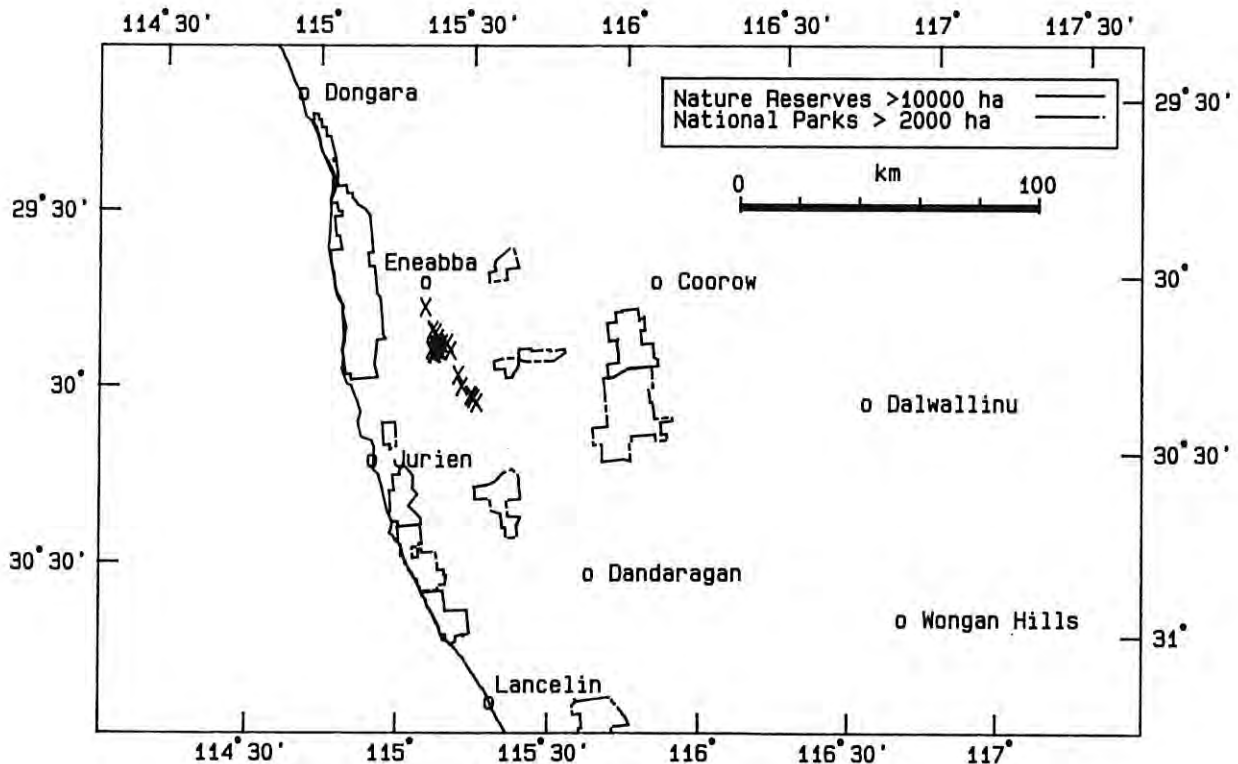 114°30' 115° 115°30' 116° 116°30' 117° 117°30'
Dongara
Nature Reserves >10000 ha
National Parks > 2000 ha
29°30'
km
0 100
29°30'
Eneabba
Coorow
30°
30°
Dalwallinu
Jurien
30°30'
30°30'
Dandaragan
Wongan Hills
31°
Lancelin
114°30' 115° 115°30' 116° 116°30' 117°